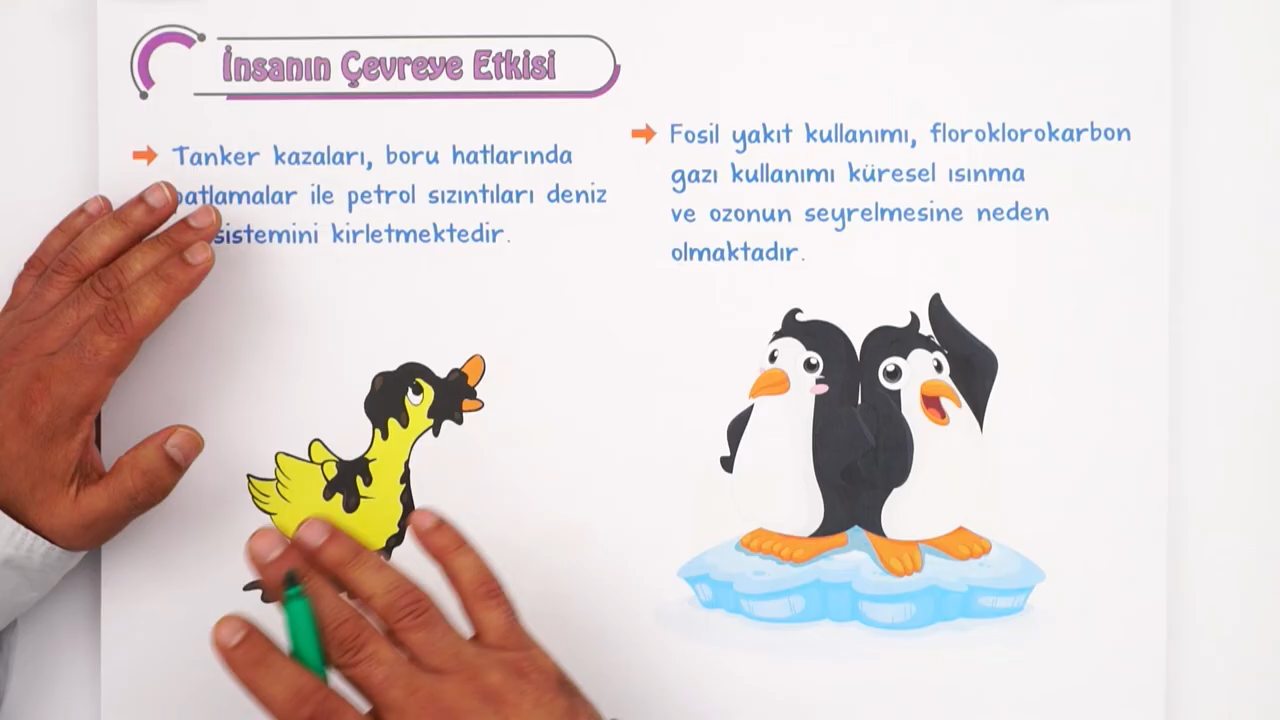 İnsanın Çevreye Etkisi
Tanker kazaları, boru hatlarında
patlamalar ile petrol sızıntıları deniz
sistemini kirletmektedir.
Fosil yakıt kullanımı, floroklorokarbon
gazı kullanımı küresel ısınma
ve ozonun seyrelmesine neden
olmaktadır.